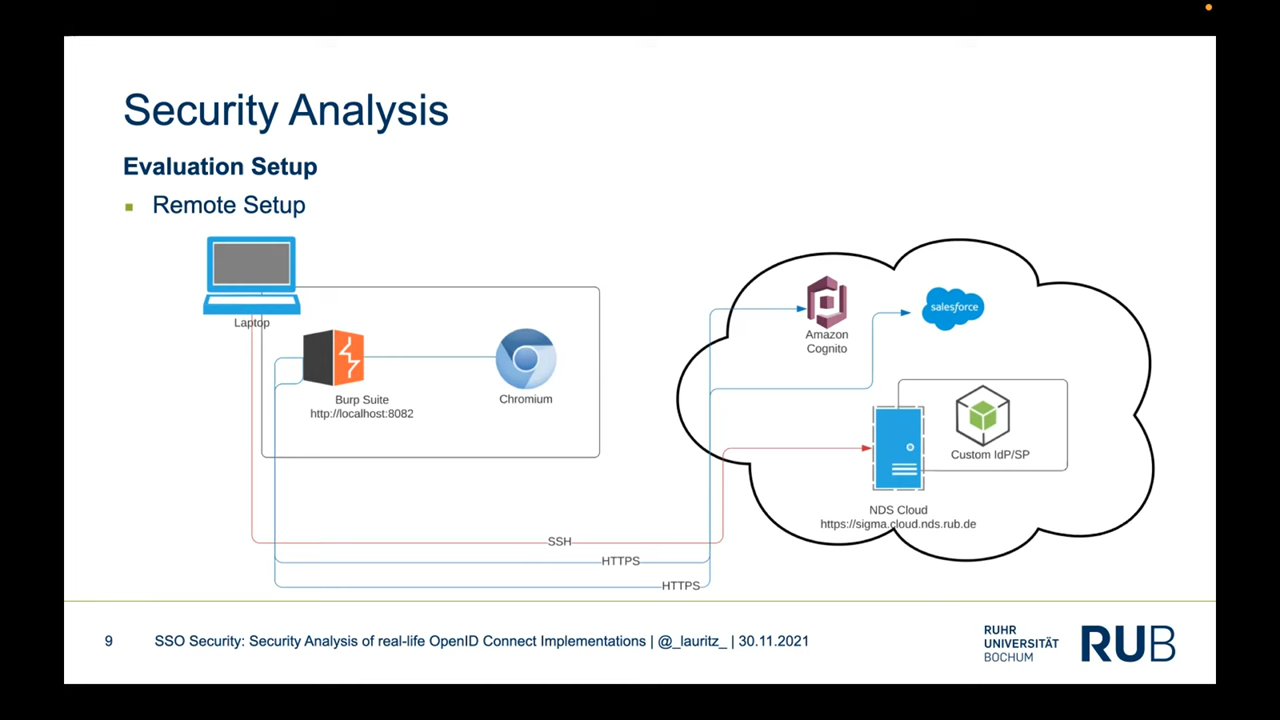 Security Analysis
Evaluation Setup
Remote Setup
Laptop
Burp Suite
http://localhost:8082
Chromium
Amazon
Cognito
salesforce
Custom IdP/SP
NDS Cloud
https://sigma.cloud.nds.rub.de
SSH
HTTPS
HTTPS
9
SSO Security: Security Analysis of real-life OpenID Connect Implementations | @_lauritz_ | 30.11.2021
RUHR
UNIVERSITÄT
BOCHUM
RUB